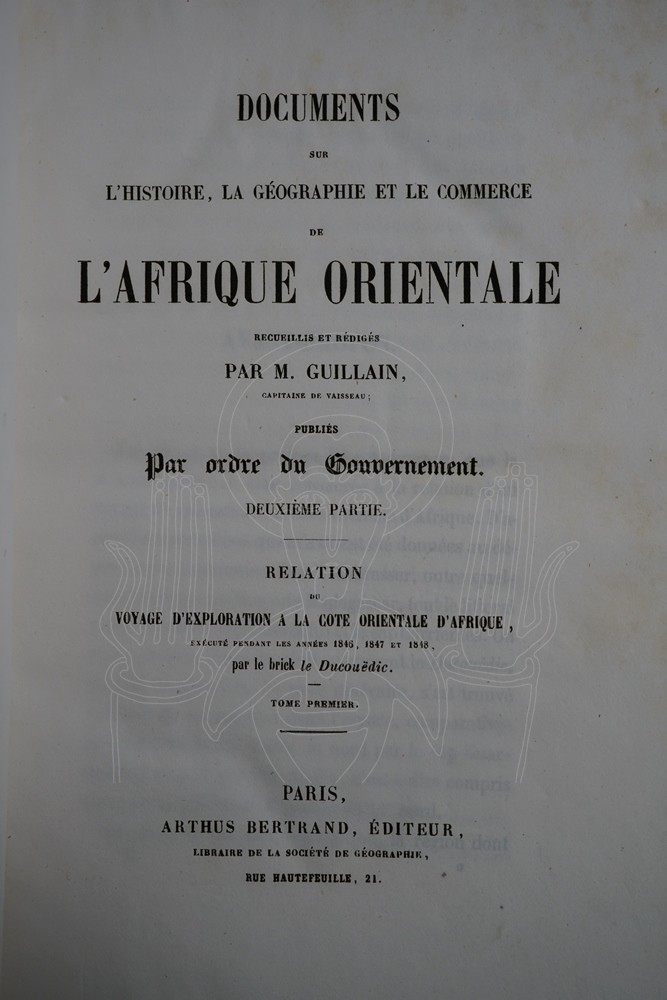 DOCUMENTS
SUR
L'HISTOIRE, LA GÉOGRAPHIE ET LE COMMERCE
DE
L'AFRIQUE ORIENTALE
RECUEILLIS ET RÉDIGÉS
PAR M. GUILLAIN,
CAPITAINE DE VAISSEAU;
PUBLIÉS
Par ordre du Gouvernement.
DEUXIÈME PARTIE.
RELATION
DU
VOYAGE D'EXPLORATION A LA COTE ORIENTALE D'AFRIQUE,
EXÉCUTÉ PENDANT LES ANNÉES 1846, 1847 ET 1848,
par le brick le Ducouëdic.
TOME PREMIER.
PARIS,
ARTHUS BERTRAND, ÉDITEUR,
LIBRAIRE DE LA SOCIÉTÉ DE GÉOGRAPHIE,
RUE HAUTEFEUILLE, 21.